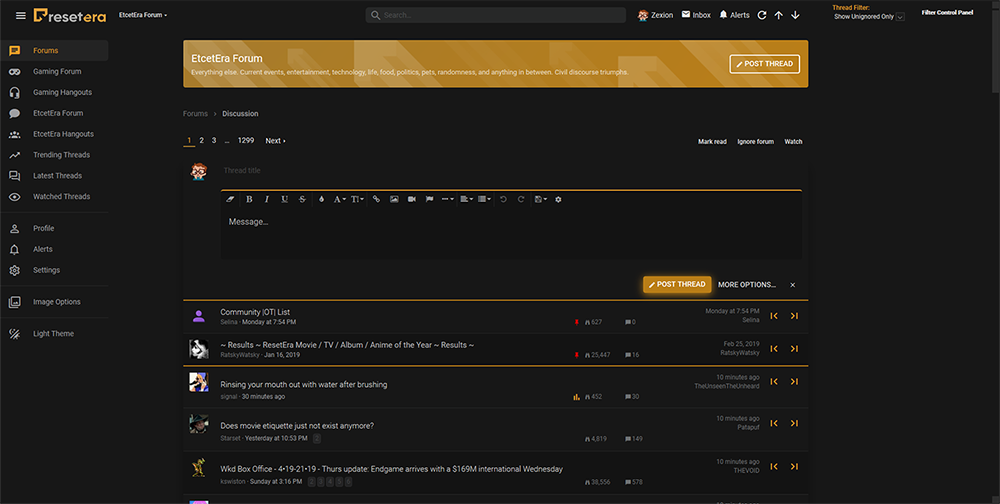 resetera
EtcetEra Forum
Search...
Zexion
Inbox
Alerts
Thread Filter:
Show Unignored Only
Filter Control Panel
Forums
Gaming Forum
Gaming Hangouts
EtcetEra Forum
EtcetEra Hangouts
Trending Threads
Latest Threads
Watched Threads
Profile
Alerts
Settings
Image Options
Light Theme
EtcetEra Forum
Everything else. Current events, entertainment, technology, life, food, politics, pets, randomness, and anything in between. Civil discourse triumphs.
POST THREAD
Forums › Discussion
1 2 3 ... 1299 Next ›
Mark read Ignore forum Watch
Thread title
B I U S A T
Message...
POST THREAD MORE OPTIONS... ×
Community |OT| List
Selina · Monday at 7:54 PM
627 0
Monday at 7:54 PM
Selina
~ Results ~ ResetEra Movie / TV / Album / Anime of the Year ~ Results ~
RatskyWatsky · Jan 16, 2019
25,447 16
Feb 25, 2019
RatskyWatsky
Rinsing your mouth out with water after brushing
signal · 30 minutes ago
452 30
10 minutes ago
TheUnseenTheUnheard
Does movie etiquette just not exist anymore?
Starset · Yesterday at 10:53 PM
4,819 149
10 minutes ago
Patapuf
Wkd Box Office - 4•19-21•19 - Thurs update: Endgame arrives with a $169M international Wednesday
kswiston · Sunday at 3:16 PM 2 3 4 5 6
38,556 578
10 minutes ago
THEVOID